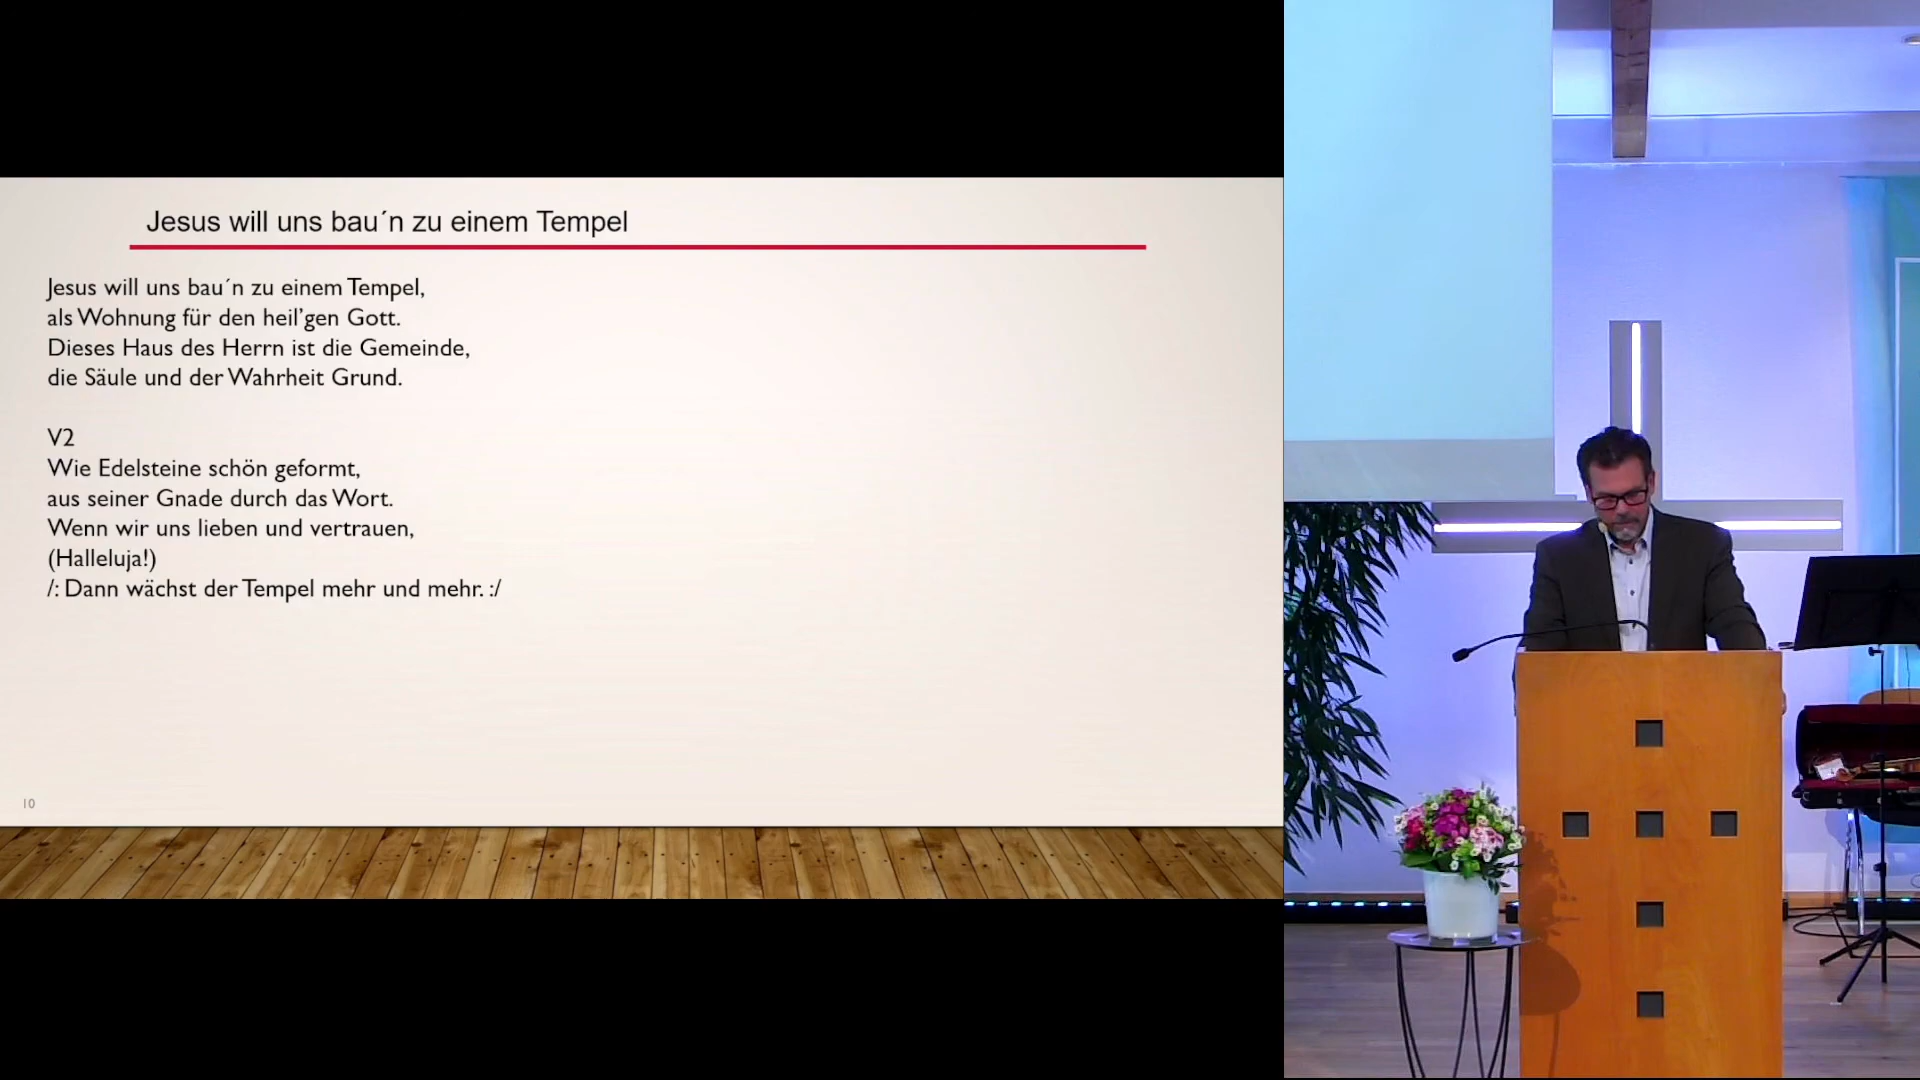 Jesus will uns bau´n zu einem Tempel
Jesus will uns bau´n zu einem Tempel,
als Wohnung für den heil’gen Gott.
Dieses Haus des Herrn ist die Gemeinde,
die Säule und der Wahrheit Grund.
V2
Wie Edelsteine schön geformt,
aus seiner Gnade durch das Wort.
Wenn wir uns lieben und vertrauen,
(Halleluja!)
/: Dann wächst der Tempel mehr und mehr. :/
10